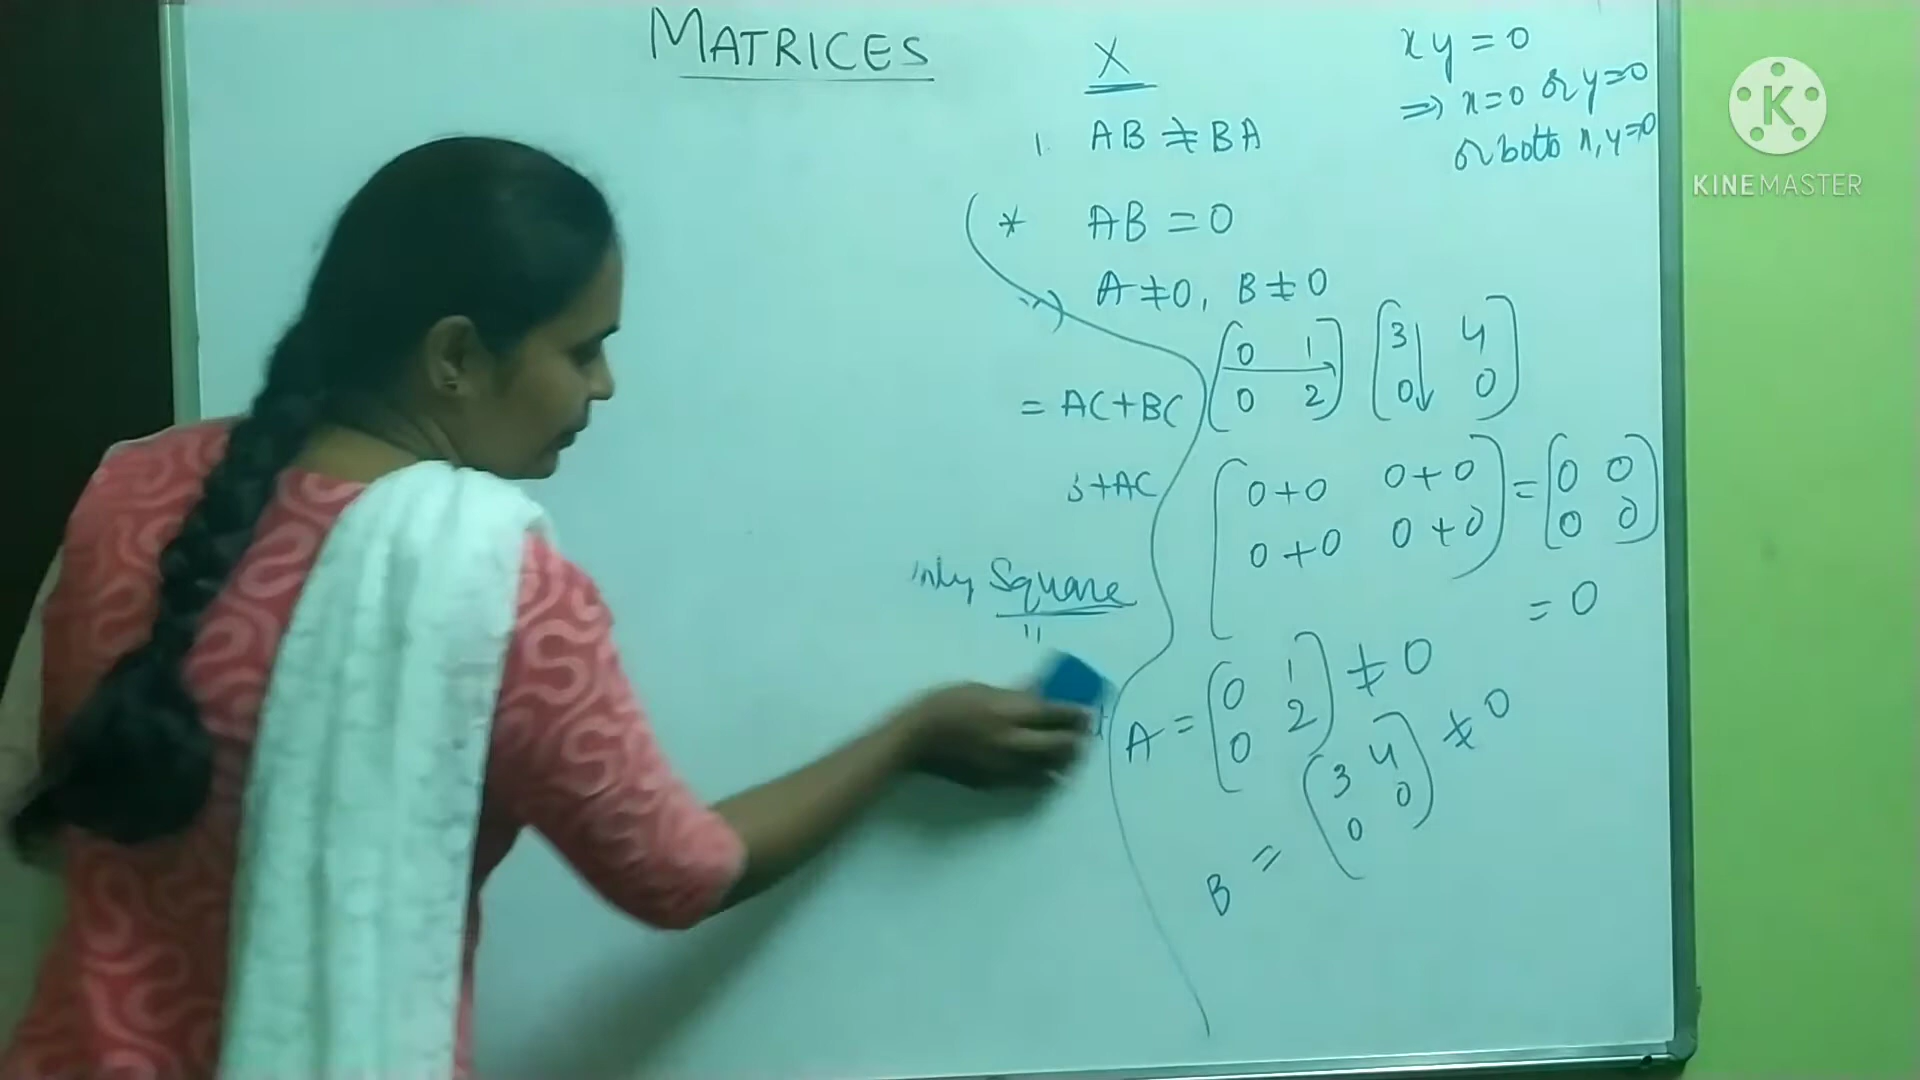 MATRICES
X
xy = 0
⇒ x=0 or y=0
or both x, y=0
KINEMASTER
1. AB ≠ BA
* AB = 0
⇒ A ≠ 0, B ≠ 0
(0 1) (3 4)
(0 2) (0 0)
= AC+BC
+AC
(0+0 0+0) = (0 0)
(0+0 0+0) (0 0)
= 0
Square
"
A = (0 1) ≠ 0
(0 2)
B = (3 4) ≠ 0
(0 0)